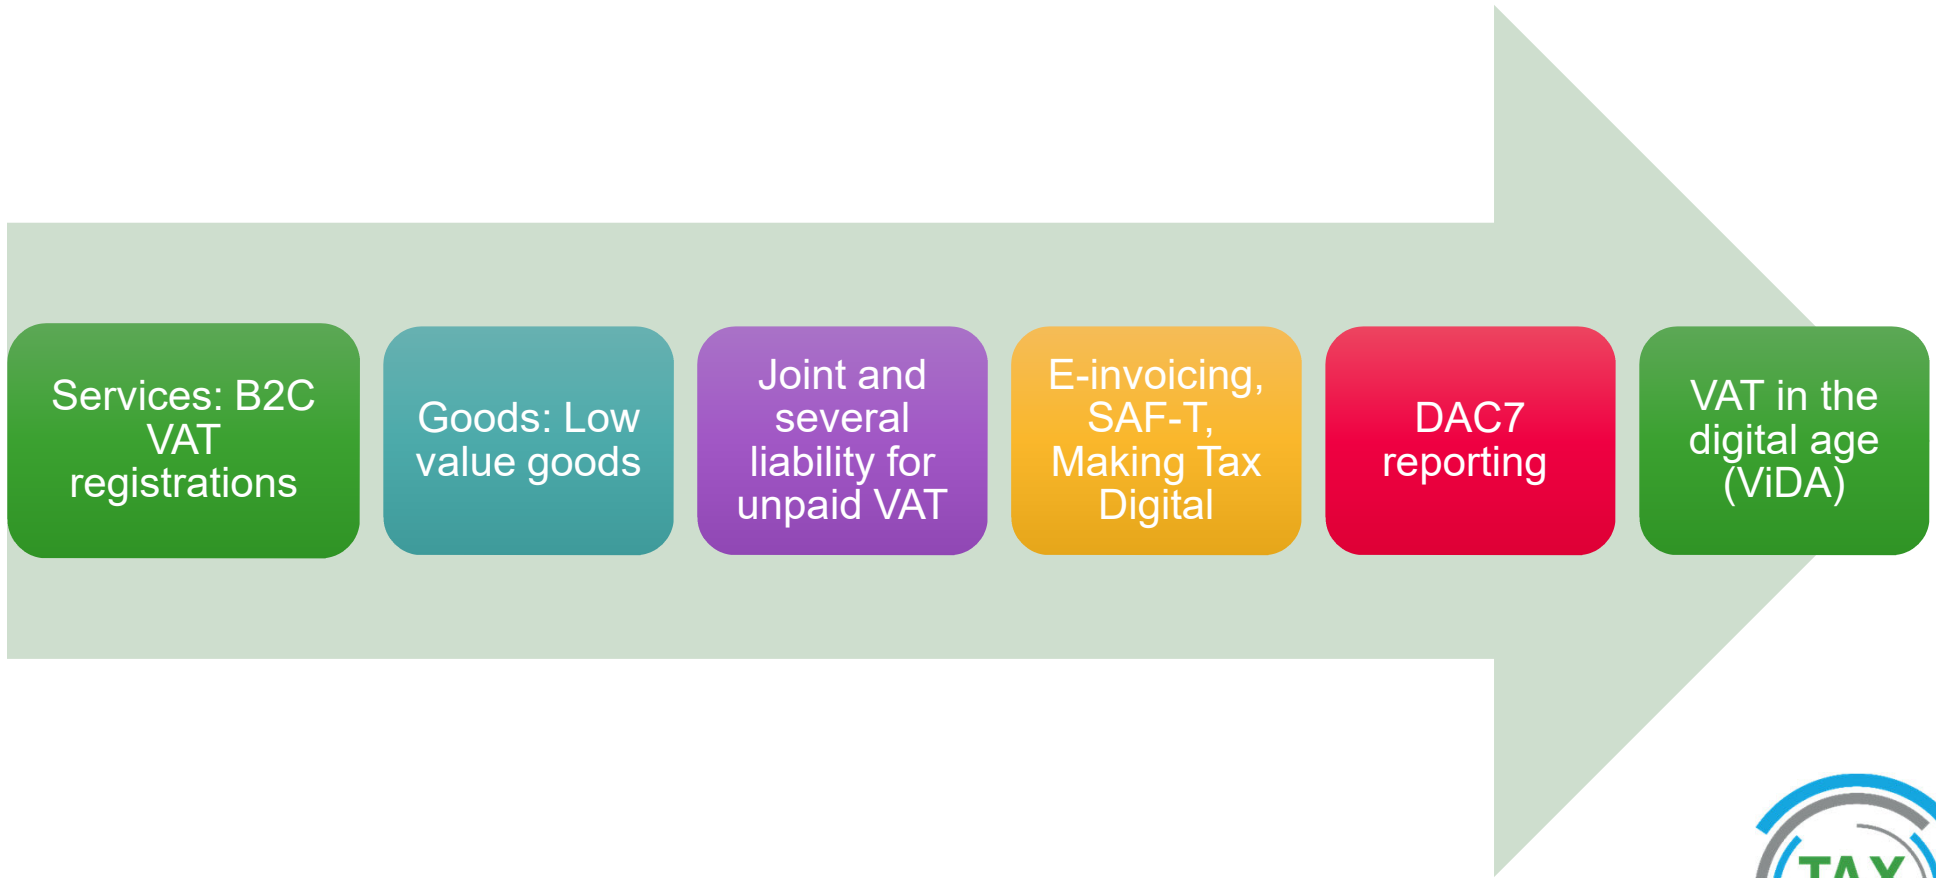 Services: B2C
VAT
registrations
Goods: Low
value goods
Joint and
several
liability for
unpaid VAT
E-invoicing,
SAF-T,
Making Tax
Digital
DAC7
reporting
VAT in the
digital age
(ViDA)
TAX